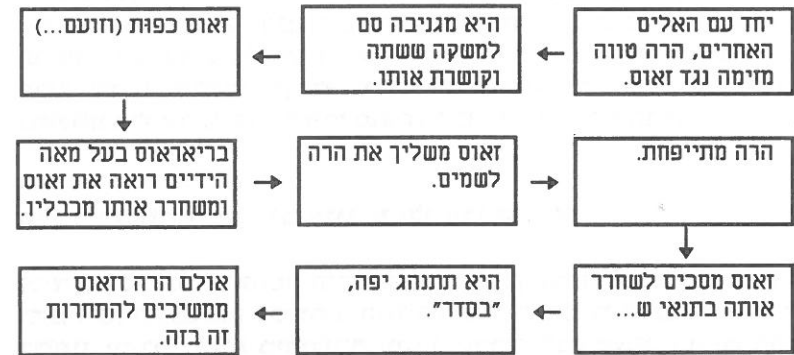 יחד עם האלים
האחרים, הרה טווה
מזימה נגד זאוס.
היא מגניבה סם
למשקה ששתה
וקושרת אותו.
זאוס כפות (וזועם...)
בריאראוס בעל מאה
הידיים רואה את זאוס
ומשחרר אותו מכבליו.
זאוס משליך את הרה
לשמים.
הרה מתייפחת.
זאוס מסכים לשחרר
אותה בתנאי ש...
היא תתנהג יפה,
"בסדר".
אולם הרה וזאוס
ממשיכים להתחרות
זה בזה.